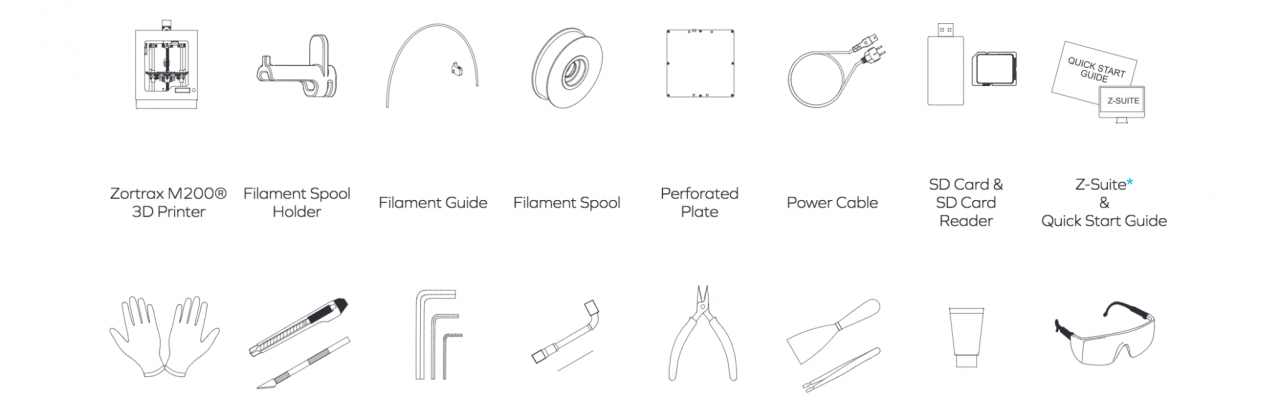 QUICK START
GUIDE
Z-SUITE
Zortrax M200®
3D Printer
Filament Spool
Holder
Filament Guide
Filament Spool
Perforated
Plate
Power Cable
SD Card &
SD Card
Reader
Z-Suite*
&
Quick Start Guide